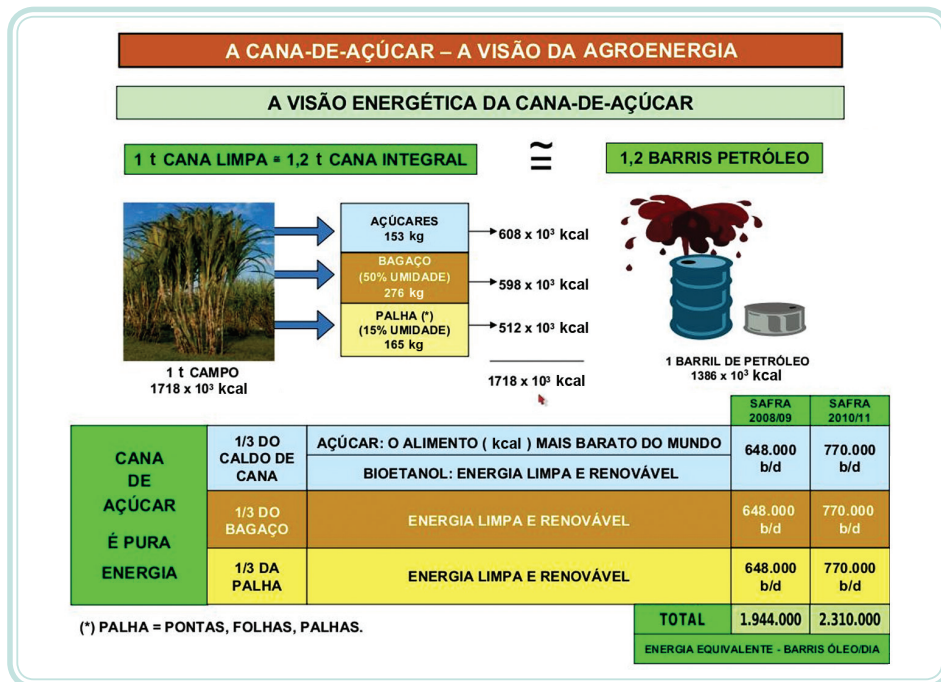 A CANA-DE-AÇÚCAR – A VISÃO DA AGROENERGIA
A VISÃO ENERGÉTICA DA CANA-DE-AÇÚCAR
1 t CANA LIMPA = 1,2 t CANA INTEGRAL
≅
1,2 BARRIS PETRÓLEO
AÇÚCARES
153 kg
608 x 10³ kcal
BAGAÇO
(50% UMIDADE)
276 kg
598 x 10³ kcal
PALHA (*)
(15% UMIDADE)
165 kg
512 x 10³ kcal
1718 x 10³ kcal
1 t CAMPO
1718 x 10³ kcal
1 BARRIL DE PETRÓLEO
1386 x 10³ kcal
SAFRA
2008/09
SAFRA
2010/11
CANA
DE
AÇÚCAR
É PURA
ENERGIA
1/3 DO
CALDO DE
CANA
AÇÚCAR: O ALIMENTO ( kcal ) MAIS BARATO DO MUNDO
BIOETANOL: ENERGIA LIMPA E RENOVÁVEL
648.000
b/d
770.000
b/d
1/3 DO
BAGAÇO
ENERGIA LIMPA E RENOVÁVEL
648.000
b/d
770.000
b/d
1/3 DA
PALHA
ENERGIA LIMPA E RENOVÁVEL
648.000
b/d
770.000
b/d
(*) PALHA = PONTAS, FOLHAS, PALHAS.
TOTAL
1.944.000
2.310.000
ENERGIA EQUIVALENTE - BARRIS ÓLEO/DIA